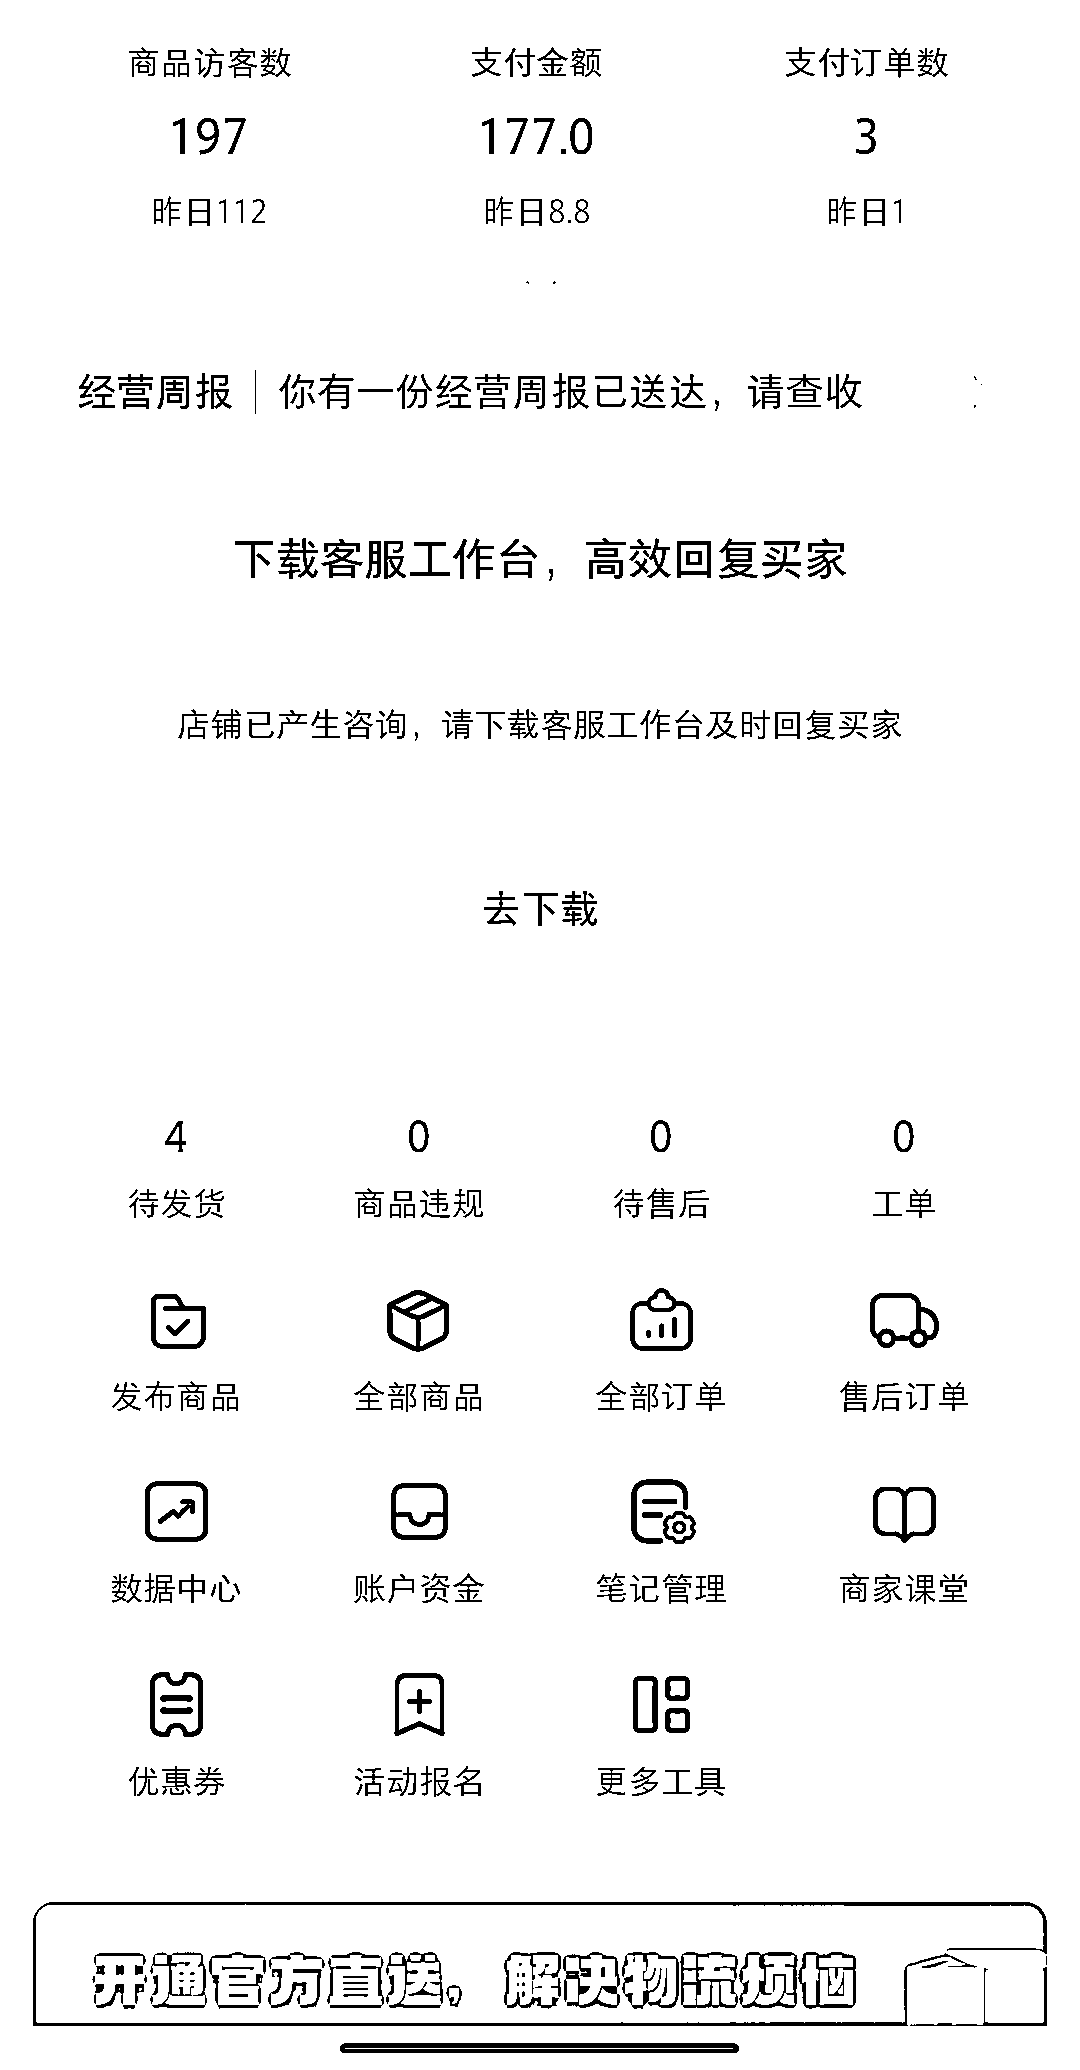 商品访客数 支付金额 支付订单数
197 177.0 3
昨日112 昨日8.8 昨日1
经营周报 你有一份经营周报已送达，请查收
下载客服工作台，高效回复买家
店铺已产生咨询，请下载客服工作台及时回复买家
去下载
4 0 0 0
待发货 商品违规 待售后 工单
发布商品 全部商品 全部订单 售后订单
数据中心 账户资金 笔记管理 商家课堂
优惠券 活动报名 更多工具
开通官方直送，解决物流烦恼